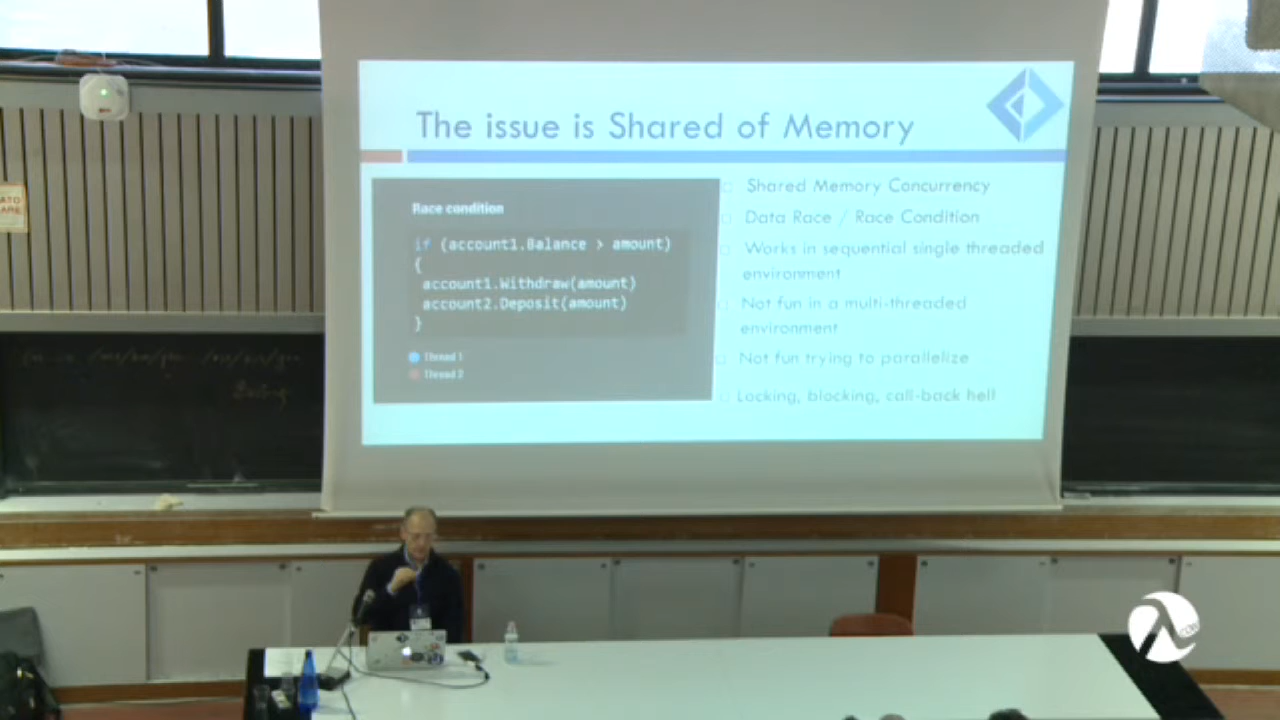 The issue is Shared of Memory
Race condition
if (account1.Balance > amount)
{
account1.Withdraw(amount)
account2.Deposit(amount)
}
Thread 1
Thread 2
Shared Memory Concurrency
Data Race / Race Condition
Works in sequential single threaded
environment
Not fun in a multi-threaded
environment
Not fun trying to parallelize
Locking, blocking, call-back hell